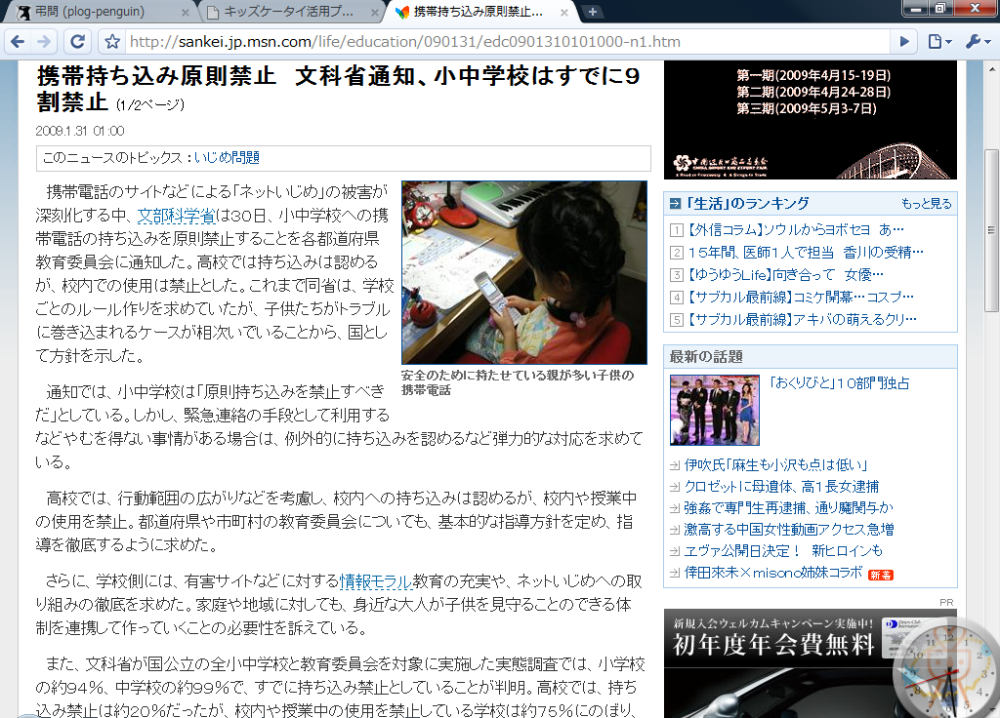 弔問 (plog-penguin)
キッズケータイ活用プ...
携帯持ち込み原則禁止...
http://sankei.jp.msn.com/life/education/090131/edc0901310101000-n1.htm
携帯持ち込み原則禁止　文科省通知、小中学校はすでに９
割禁止 (1/2ページ)
2009.1.31 01:00
このニュースのトピックス：いじめ問題
携帯電話のサイトなどによる「ネットいじめ」の被害が
深刻化する中、文部科学省は３０日、小中学校への携
帯電話の持ち込みを原則禁止することを各都道府県
教育委員会に通知した。高校では持ち込みは認める
が、校内での使用は禁止とした。これまで同省は、学校
ごとのルール作りを求めていたが、子供たちがトラブル
に巻き込まれるケースが相次いでいることから、国とし
て方針を示した。
安全のために持たせている親が多い子供の
携帯電話
通知では、小中学校は「原則持ち込みを禁止すべき
だ」としている。しかし、緊急連絡の手段として利用する
などやむを得ない事情がある場合は、例外的に持ち込みを認めるなど弾力的な対応を求めて
いる。
高校では、行動範囲の広がりなどを考慮し、校内への持ち込みは認めるが、校内や授業中
の使用を禁止。都道府県や市町村の教育委員会についても、基本的な指導方針を定め、指
導を徹底するように求めた。
さらに、学校側には、有害サイトなどに対する情報モラル教育の充実や、ネットいじめへの取
り組みの徹底を求めた。家庭や地域に対しても、身近な大人が子供を見守ることのできる体
制を連携して作っていくことの必要性を訴えている。
また、文科省が国公立の全小中学校と教育委員会を対象に実施した実態調査では、小学校
の約９４％、中学校の約９９％で、すでに持ち込み禁止としていることが判明。高校では、持ち
込み禁止は約２０％だったが、校内や授業中の使用を禁止している学校は約７５％にのぼり、
第一期(2009年4月15-19日)
第二期(2009年4月24-28日)
第三期(2009年5月3-7日)
「生活」のランキング
もっと見る
1 【外信コラム】ソウルからヨボセヨ　あ…
2 １５年間、医師１人で担当　香川の受精…
3 【ゆうゆうLife】向き合って　女優…
4 【サブカル最前線】コミケ開幕…コスプ…
5 【サブカル最前線】アキバの萌えるクリ…
最新の話題
「おくりびと」１０部門独占
伊吹氏「麻生も小沢も点は低い」
クロゼットに母遺体、高１長女逮捕
強姦で専門生再逮捕、通り魔関与か
激高する中国女性動画アクセス急増
ヱヴァ公開日決定！　新ヒロインも
倖田來未×misono姉妹コラボ 新着
PR
新規入会ウェルカムキャンペーン実施中!
初年度年会費無料